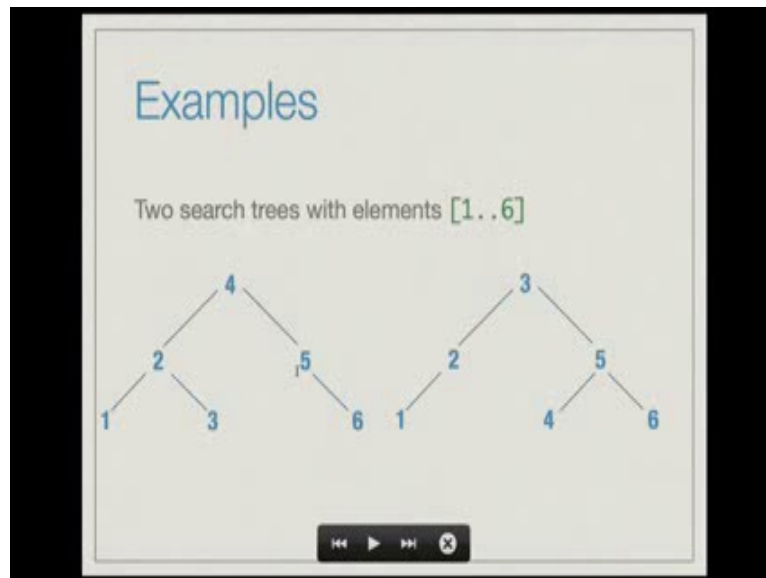 Examples
Two search trees with elements [1..6]
4 3
2 5 2 5
1 3 6 1 4 6